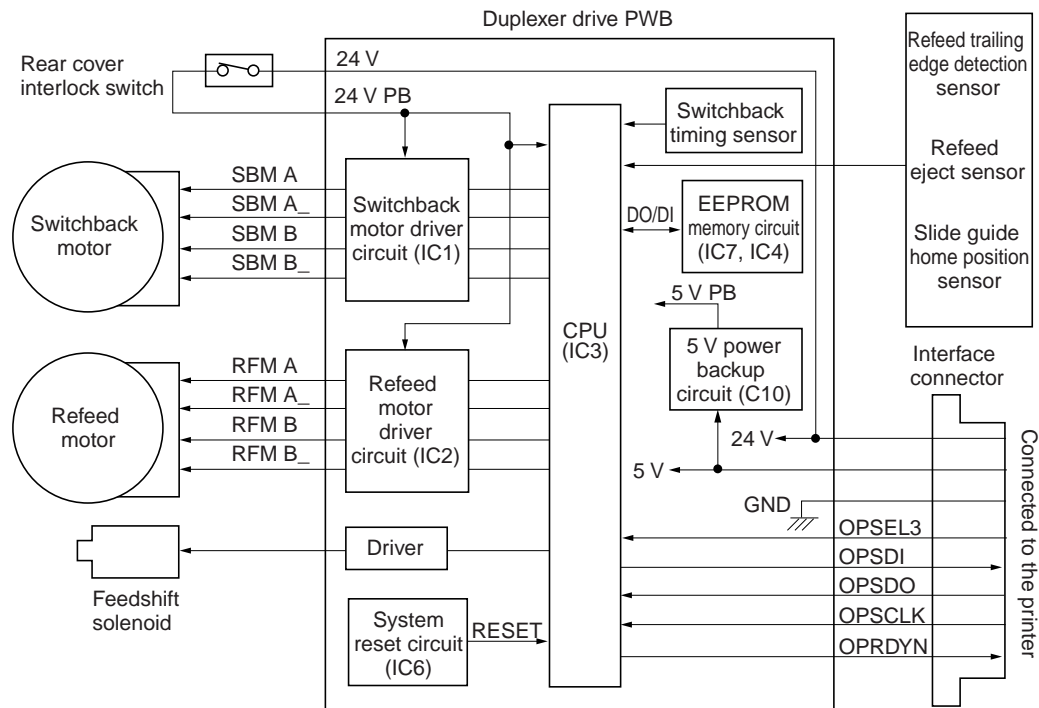 Duplexer drive PWB
Rear cover
interlock switch
24 V
24 V PB
Switchback
motor
SBM A
SBM A_
SBM B
SBM B_
Switchback
motor driver
circuit (IC1)
Refeed
motor
RFM A
RFM A_
RFM B
RFM B_
Refeed
motor
driver
circuit (IC2)
Feedshift
solenoid
Driver
System
reset circuit
(IC6)
RESET
CPU
(IC3)
Switchback
timing sensor
DO/DI
EEPROM
memory circuit
(IC7, IC4)
5 V PB
5 V power
backup
circuit (C10)
24 V
5 V
GND
OPSEL3
OPSDI
OPSDO
OPSCLK
OPRDYN
Refeed trailing
edge detection
sensor
Refeed
eject sensor
Slide guide
home position
sensor
Interface
connector
Connected to the printer